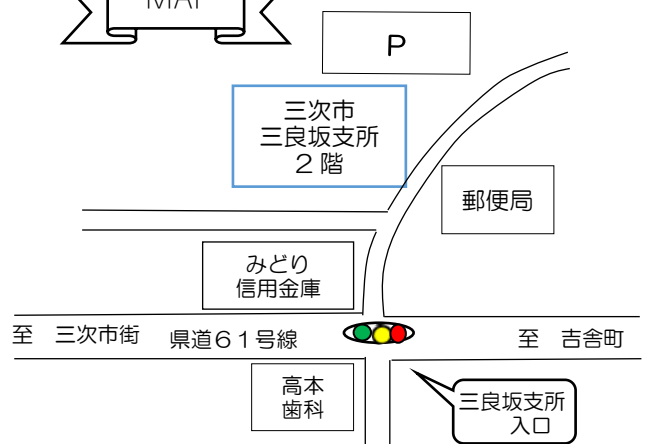 MAP
P
三次市
三良坂支所
２階
郵便局
みどり
信用金庫
至　三次市街
県道６１号線
至　吉舎町
高本
歯科
三良坂支所
入口